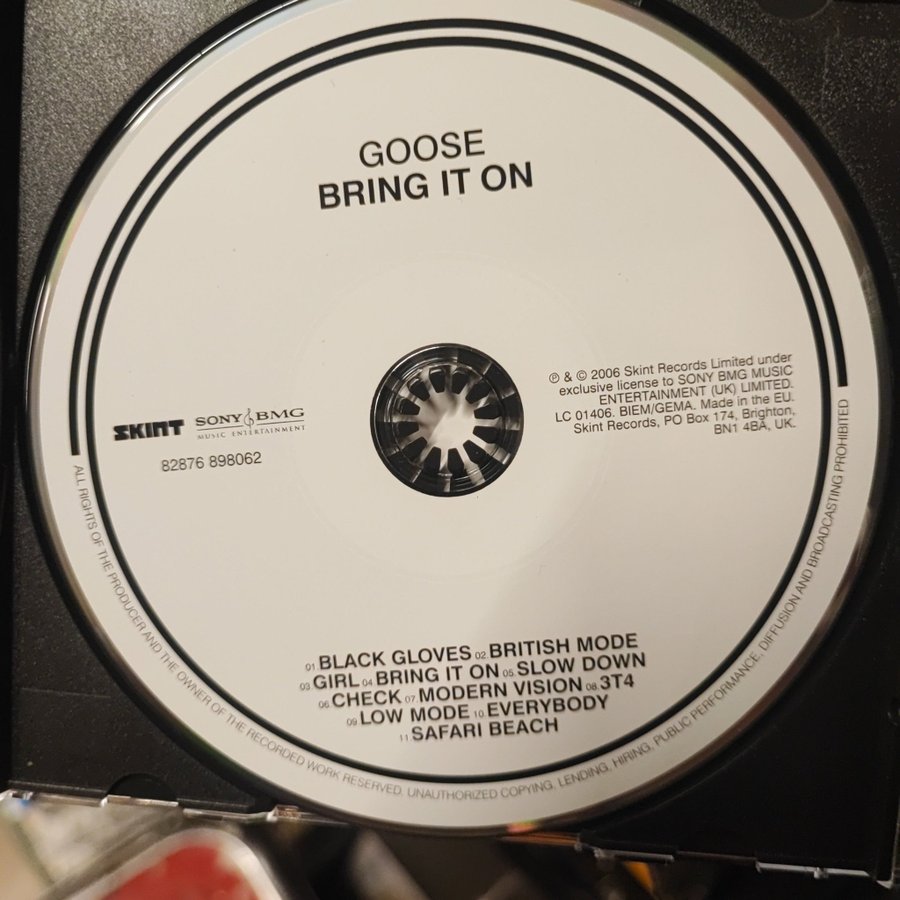 GOOSE
BRING IT ON
SKINT SONY BMG
MUSIC ENTERTAINMENT
82876 898062
℗ & © 2006 Skint Records Limited under
exclusive license to SONY BMG MUSIC
ENTERTAINMENT (UK) LIMITED.
LC 01406. BIEM/GEMA. Made in the EU.
Skint Records, PO Box 174, Brighton,
BN1 4BA, UK.
01. BLACK GLOVES 02. BRITISH MODE
03. GIRL 04. BRING IT ON 05. SLOW DOWN
06. CHECK 07. MODERN VISION 08. 3T4
09. LOW MODE 10. EVERYBODY
11. SAFARI BEACH
ALL RIGHTS OF THE PRODUCER AND THE OWNER OF THE RECORDED WORK RESERVED. UNAUTHORIZED COPYING, LENDING, HIRING, PUBLIC PERFORMANCE, DIFFUSION AND BROADCASTING PROHIBITED